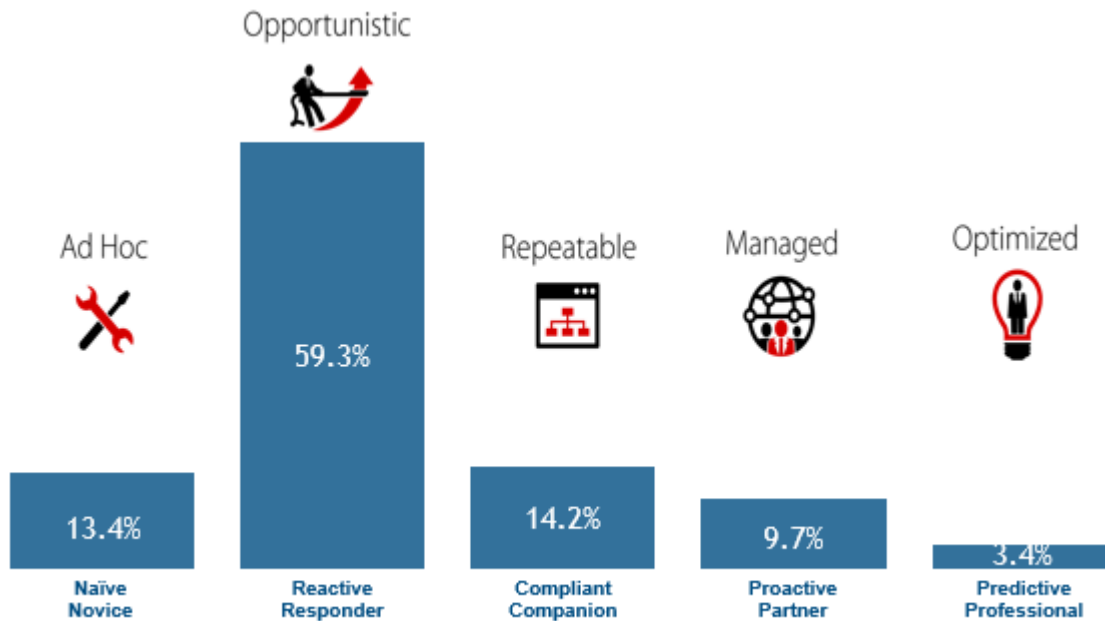 Opportunistic
Ad Hoc
Repeatable
Managed
Optimized
59.3%
13.4%
14.2%
9.7%
3.4%
Naïve
Novice
Reactive
Responder
Compliant
Companion
Proactive
Partner
Predictive
Professional